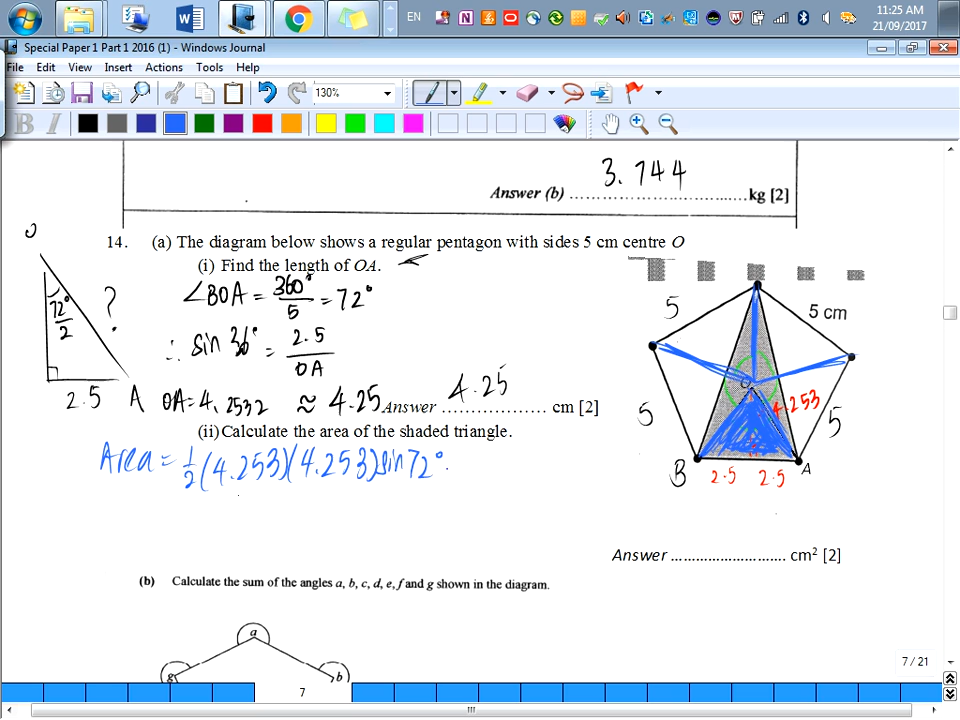 EN
11:25 AM
21/09/2017
Special Paper 1 Part 1 2016 (1) - Windows Journal
File Edit View Insert Actions Tools Help
130%
B I
3.744
Answer (b) ........................ kg [2]
14. (a) The diagram below shows a regular pentagon with sides 5 cm centre O
(i) Find the length of OA.
O
72°
2
?
2.5 A
∠BOA = 360°/5 = 72°
∴ sin 36° = 2.5/OA
OA = 4.2532 ≈ 4.25
Answer 4.25 .................. cm [2]
(ii) Calculate the area of the shaded triangle.
Area = 1/2 (4.253)(4.253) sin 72°
5
5 cm
O
4.253
5
5
B
2.5 2.5
A
Answer ........................... cm² [2]
(b) Calculate the sum of the angles a, b, c, d, e, f and g shown in the diagram.
a
g b
7 / 21
7